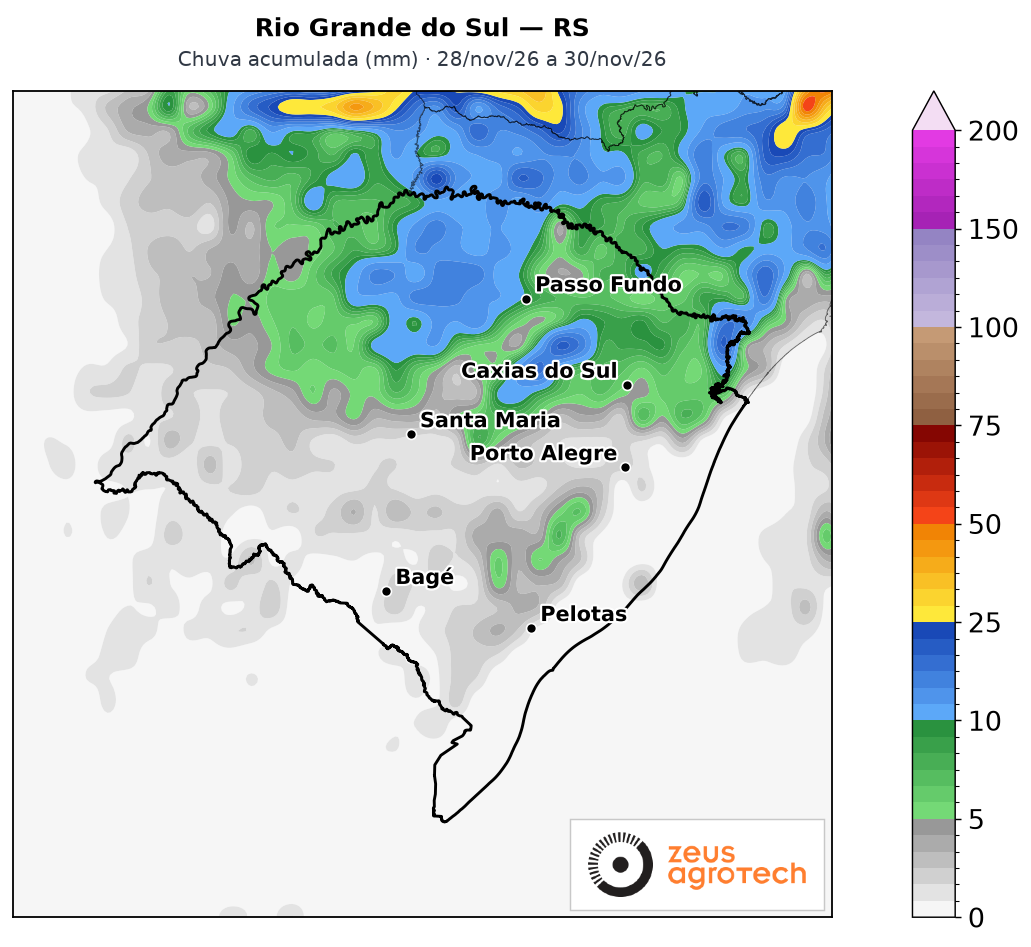 Rio Grande do Sul — RS
Chuva acumulada (mm) · 28/nov/26 a 30/nov/26
Passo Fundo
Caxias do Sul
Santa Maria
Porto Alegre
Bagé
Pelotas
200
150
100
75
50
25
10
5
0
zeus
agrotech